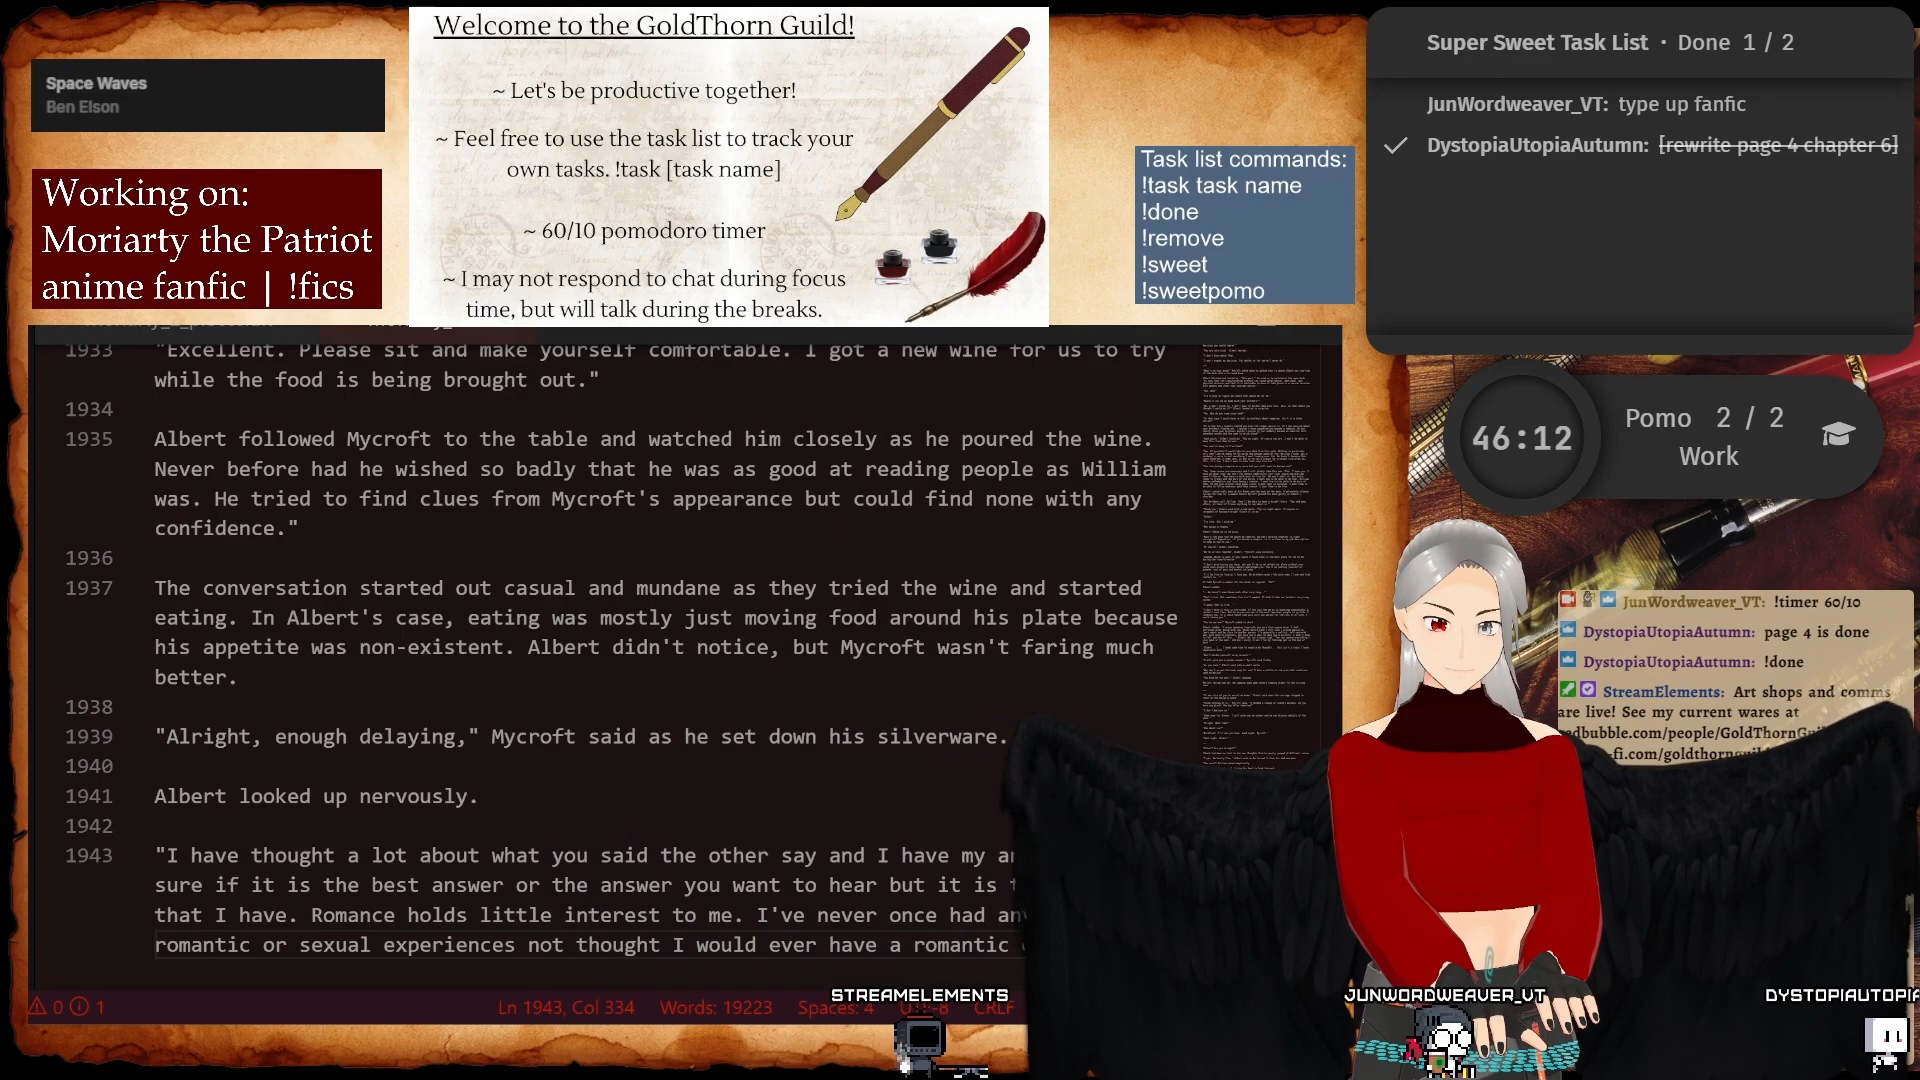 Space Waves
Ben Elson
Working on:
Moriarty the Patriot
anime fanfic | !fics
Welcome to the GoldThorn Guild!
~ Let's be productive together!
~ Feel free to use the task list to track your
own tasks. !task [task name]
~ 60/10 pomodoro timer
~ I may not respond to chat during focus
time, but will talk during the breaks.
Task list commands:
!task task name
!done
!remove
!sweet
!sweetpomo
Super Sweet Task List • Done 1 / 2
JunWordweaver_VT: type up fanfic
DystopiaUtopiaAutumn: [rewrite page 4 chapter 6]
46:12
Pomo 2 / 2
Work
1933 "Excellent. Please sit and make yourself comfortable. I got a new wine for us to try
while the food is being brought out."
1934
1935 Albert followed Mycroft to the table and watched him closely as he poured the wine.
Never before had he wished so badly that he was as good at reading people as William
was. He tried to find clues from Mycroft's appearance but could find none with any
confidence."
1936
1937 The conversation started out casual and mundane as they tried the wine and started
eating. In Albert's case, eating was mostly just moving food around his plate because
his appetite was non-existent. Albert didn't notice, but Mycroft wasn't faring much
better.
1938
1939 "Alright, enough delaying," Mycroft said as he set down his silverware.
1940
1941 Albert looked up nervously.
1942
1943 "I have thought a lot about what you said the other say and I have my
sure if it is the best answer or the answer you want to hear but it is
that I have. Romance holds little interest to me. I've never once had
romantic or sexual experiences not thought I would ever have a romantic
0 1
Ln 1943, Col 334 Words: 19223 Spaces: 4 CRLF
JunWordweaver_VT: !timer 60/10
DystopiaUtopiaAutumn: page 4 is done
DystopiaUtopiaAutumn: !done
StreamElements: Art shops and comms
are live! See my current wares at
edbubble.com/people/GoldThornGu
-fi.com/goldthorngu
STREAMELEMENTS
JUNWORDWEAVER_VT
DYSTOPIAUTOPIA